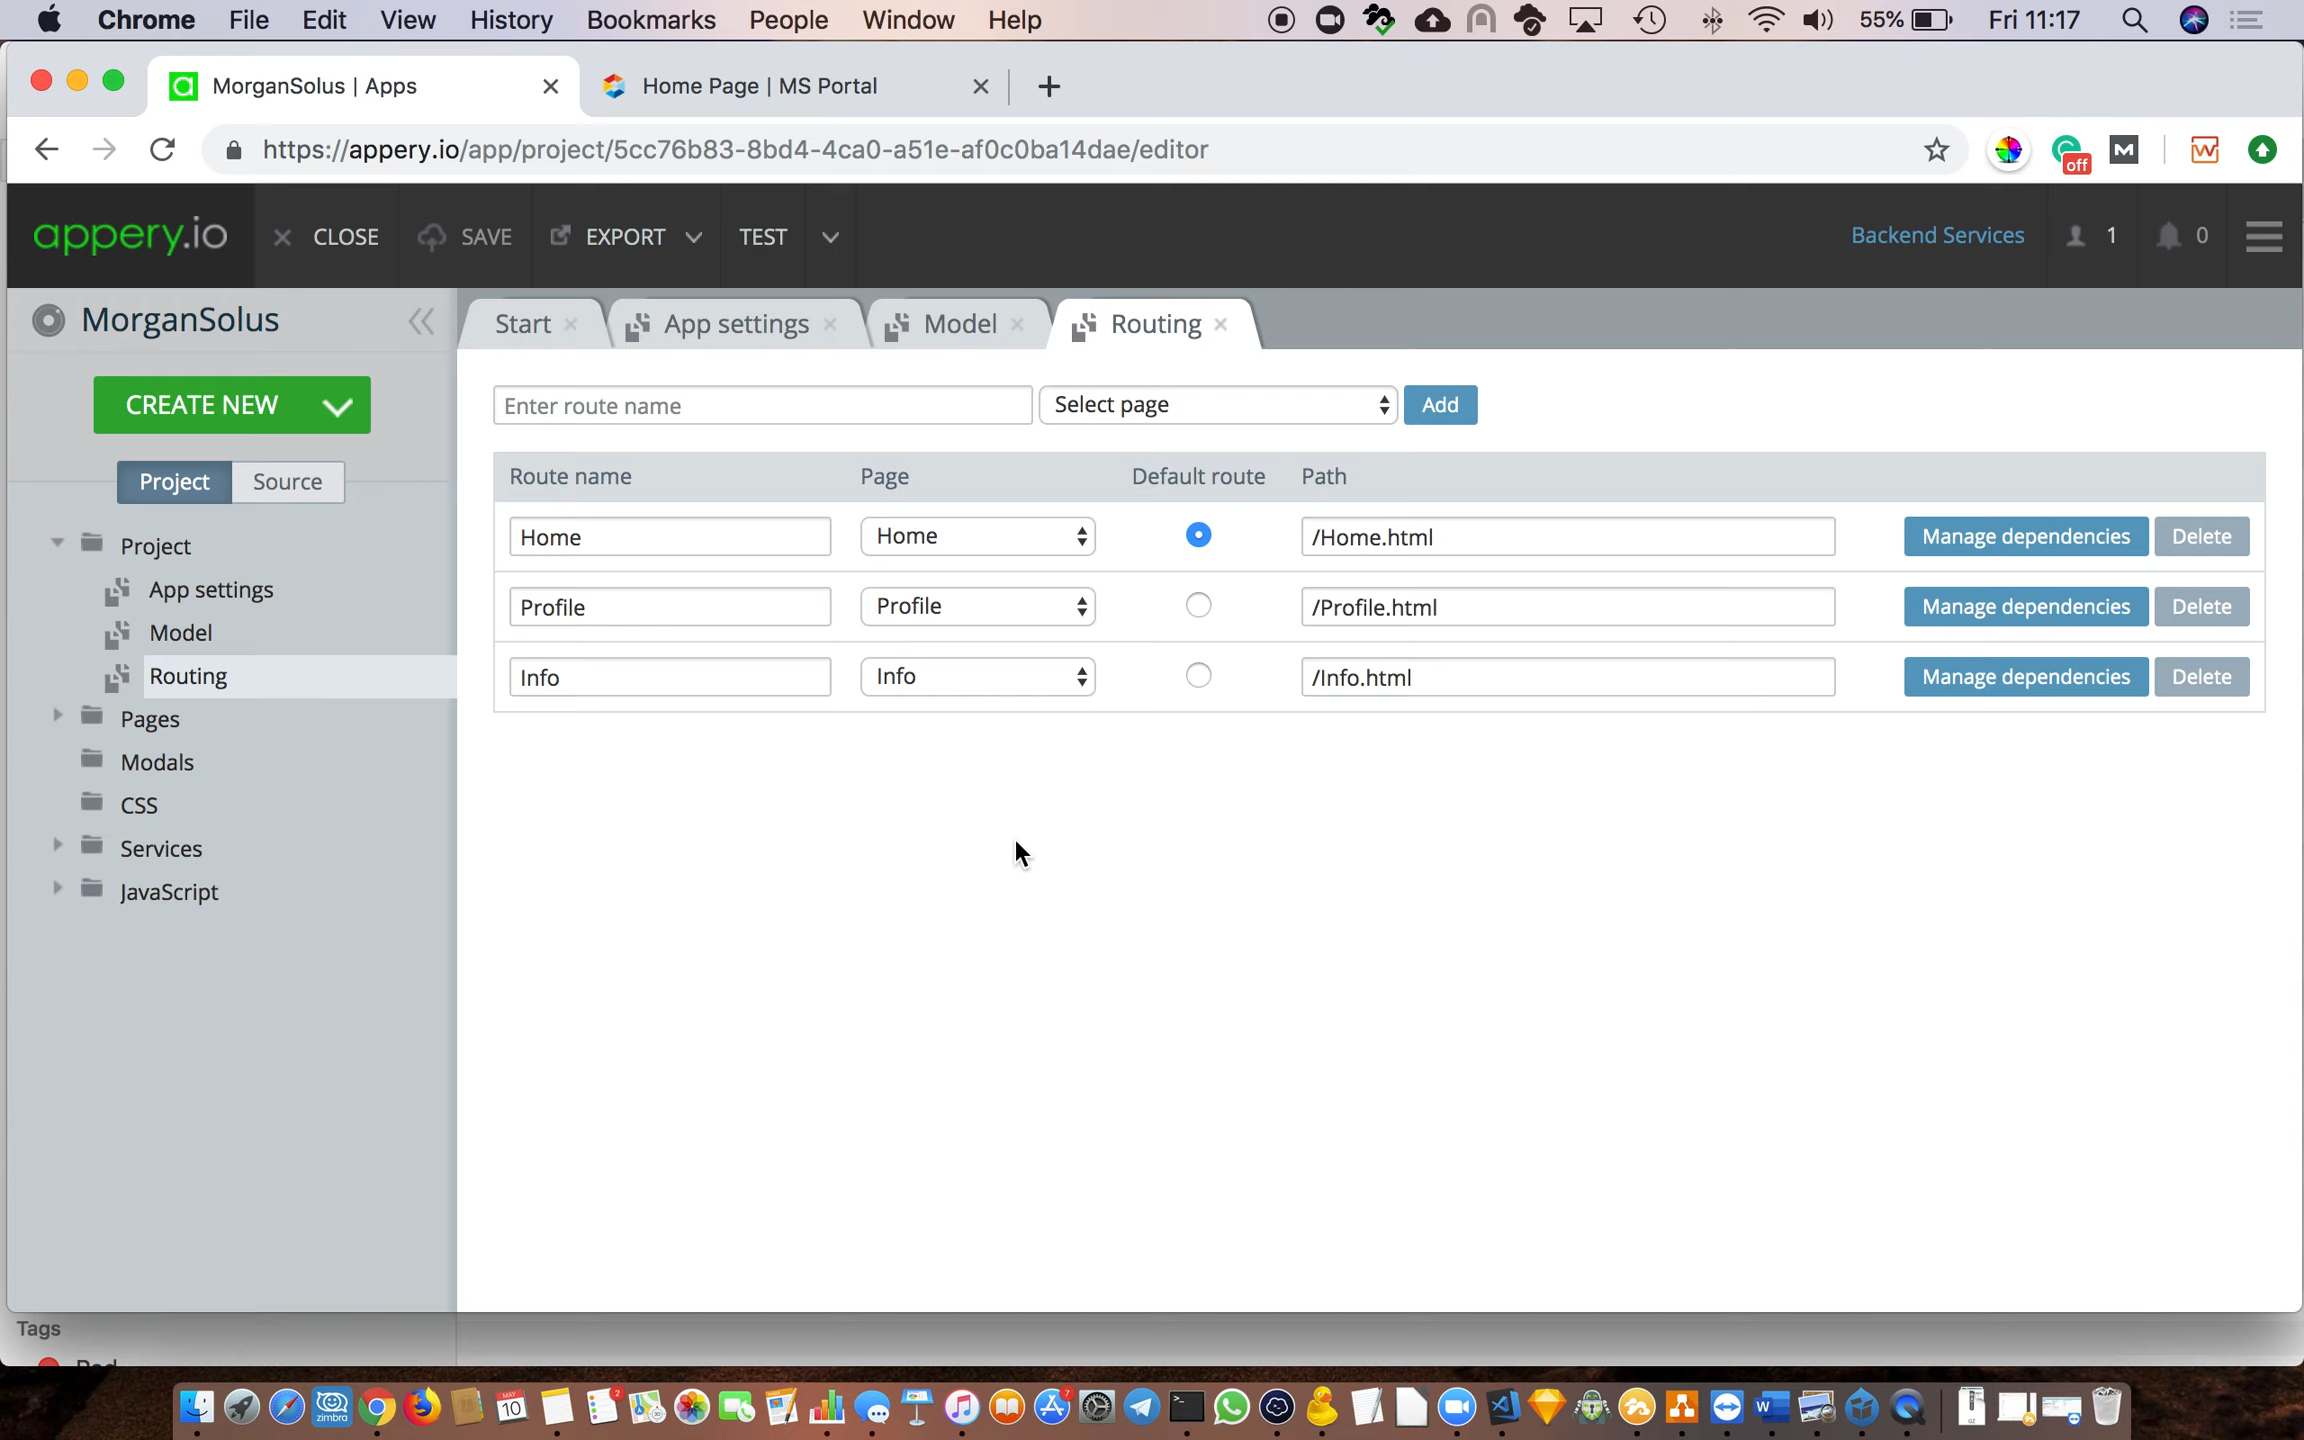 Chrome File Edit View History Bookmarks People Window Help 55% Fri 11:17
MorganSolus | Apps Home Page | MS Portal
https://appery.io/app/project/5cc76b83-8bd4-4ca0-a51e-af0c0ba14dae/editor off
appery.io CLOSE SAVE EXPORT TEST Backend Services 1 0
MorganSolus Start App settings Model Routing
CREATE NEW Enter route name Select page Add
Project Source Route name Page Default route Path
Home Home /Home.html Manage dependencies Delete
Project
App settings Profile Profile /Profile.html Manage dependencies Delete
Model
Routing Info Info /Info.html Manage dependencies Delete
Pages
Modals
CSS
Services
JavaScript
Tags
zimbra MAY 10 2 7